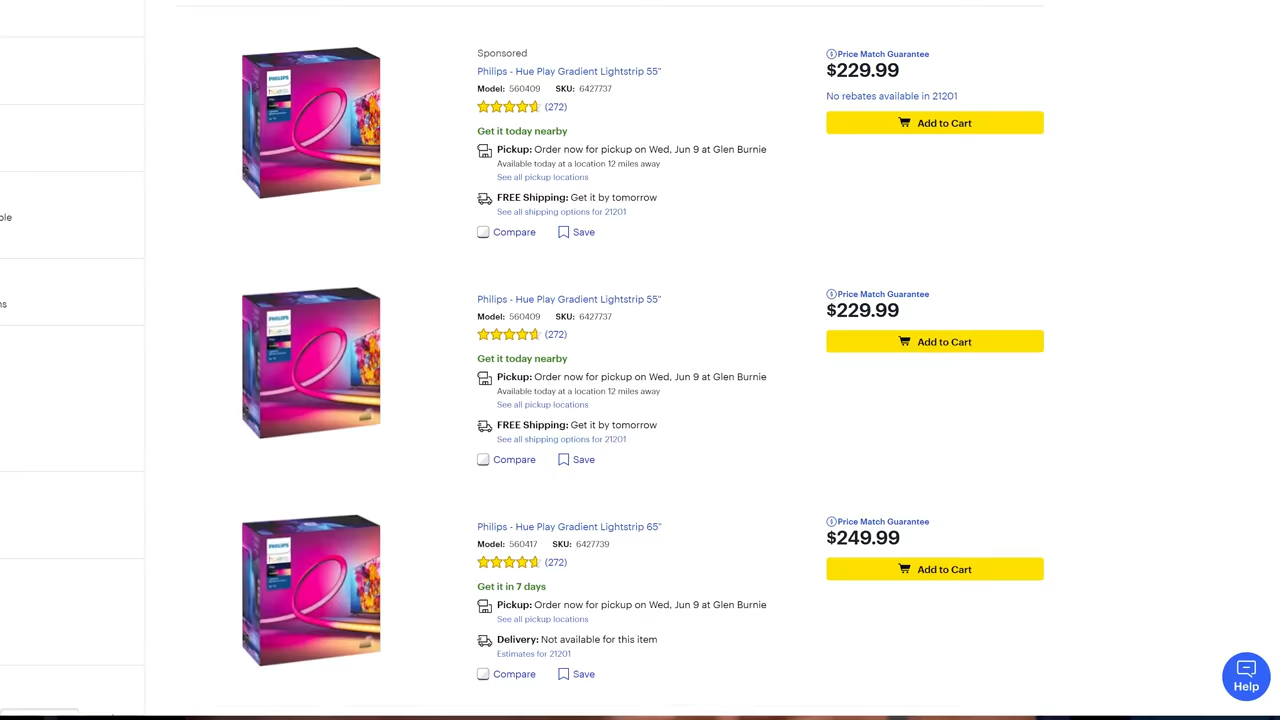 Sponsored
Philips - Hue Play Gradient Lightstrip 55"
Model: 560409 SKU: 6427737
(272)
Get it today nearby
Pickup: Order now for pickup on Wed, Jun 9 at Glen Burnie
Available today at a location 12 miles away
See all pickup locations
FREE Shipping: Get it by tomorrow
See all shipping options for 21201
Compare Save
Price Match Guarantee
$229.99
No rebates available in 21201
Add to Cart
PHILIPS
hue
ble
Philips - Hue Play Gradient Lightstrip 55"
Model: 560409 SKU: 6427737
(272)
Get it today nearby
Pickup: Order now for pickup on Wed, Jun 9 at Glen Burnie
Available today at a location 12 miles away
See all pickup locations
FREE Shipping: Get it by tomorrow
See all shipping options for 21201
Compare Save
Price Match Guarantee
$229.99
Add to Cart
PHILIPS
hue
ns
Philips - Hue Play Gradient Lightstrip 65"
Model: 560417 SKU: 6427739
(272)
Get it in 7 days
Pickup: Order now for pickup on Wed, Jun 9 at Glen Burnie
See all pickup locations
Delivery: Not available for this item
Estimates for 21201
Compare Save
Price Match Guarantee
$249.99
Add to Cart
PHILIPS
hue
Help